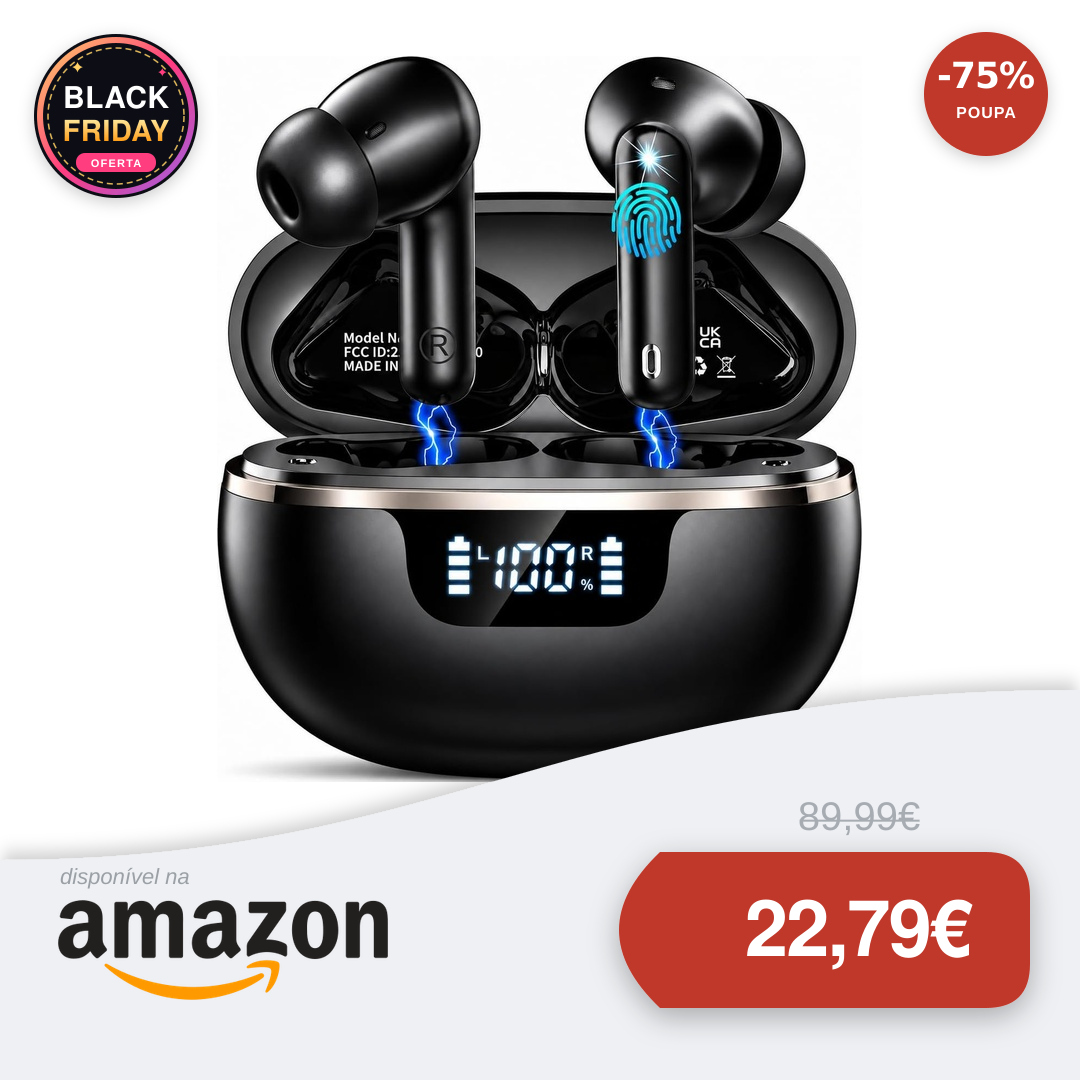 BLACK
FRIDAY
OFERTA
-75%
POUPA
Model
FCC ID:2
MADE IN
R
0
UK
CA
L 100 R
%
89,99€
22,79€
disponível na
amazon